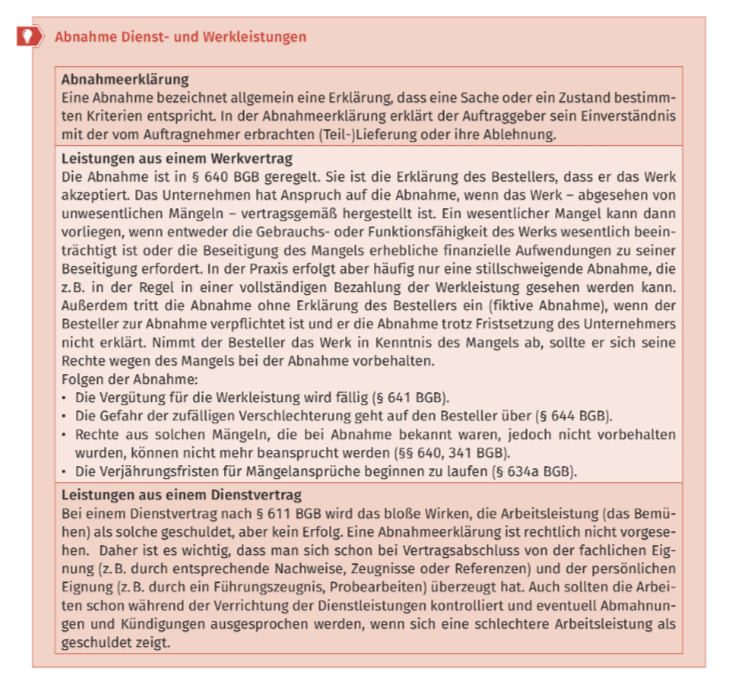 Abnahme Dienst- und Werkleistungen
Abnahmeerklärung
Eine Abnahme bezeichnet allgemein eine Erklärung, dass eine Sache oder ein Zustand bestimm-
ten Kriterien entspricht. In der Abnahmeerklärung erklärt der Auftraggeber sein Einverständnis
mit der vom Auftragnehmer erbrachten (Teil-)Lieferung oder ihre Ablehnung.
Leistungen aus einem Werkvertrag
Die Abnahme ist in § 640 BGB geregelt. Sie ist die Erklärung des Bestellers, dass er das Werk
akzeptiert. Das Unternehmen hat Anspruch auf die Abnahme, wenn das Werk – abgesehen von
unwesentlichen Mängeln – vertragsgemäß hergestellt ist. Ein wesentlicher Mangel kann dann
vorliegen, wenn entweder die Gebrauchs- oder Funktionsfähigkeit des Werks wesentlich beein-
trächtigt ist oder die Beseitigung des Mangels erhebliche finanzielle Aufwendungen zu seiner
Beseitigung erfordert. In der Praxis erfolgt aber häufig nur eine stillschweigende Abnahme, die
z. B. in der Regel in einer vollständigen Bezahlung der Werkleistung gesehen werden kann.
Außerdem tritt die Abnahme ohne Erklärung des Bestellers ein (fiktive Abnahme), wenn der
Besteller zur Abnahme verpflichtet ist und er die Abnahme trotz Fristsetzung des Unternehmers
nicht erklärt. Nimmt der Besteller das Werk in Kenntnis des Mangels ab, sollte er sich seine
Rechte wegen des Mangels bei der Abnahme vorbehalten.
Folgen der Abnahme:
• Die Vergütung für die Werkleistung wird fällig (§ 641 BGB).
• Die Gefahr der zufälligen Verschlechterung geht auf den Besteller über (§ 644 BGB).
• Rechte aus solchen Mängeln, die bei Abnahme bekannt waren, jedoch nicht vorbehalten
wurden, können nicht mehr beansprucht werden (§§ 640, 341 BGB).
• Die Verjährungsfristen für Mängelansprüche beginnen zu laufen (§ 634a BGB).
Leistungen aus einem Dienstvertrag
Bei einem Dienstvertrag nach § 611 BGB wird das bloße Wirken, die Arbeitsleistung (das Bemü-
hen) als solche geschuldet, aber kein Erfolg. Eine Abnahmeerklärung ist rechtlich nicht vorgese-
hen. Daher ist es wichtig, dass man sich schon bei Vertragsabschluss von der fachlichen Eig-
nung (z. B. durch entsprechende Nachweise, Zeugnisse oder Referenzen) und der persönlichen
Eignung (z. B. durch ein Führungszeugnis, Probearbeiten) überzeugt hat. Auch sollten die Arbei-
ten schon während der Verrichtung der Dienstleistungen kontrolliert und eventuell Abmahnun-
gen und Kündigungen ausgesprochen werden, wenn sich eine schlechtere Arbeitsleistung als
geschuldet zeigt.